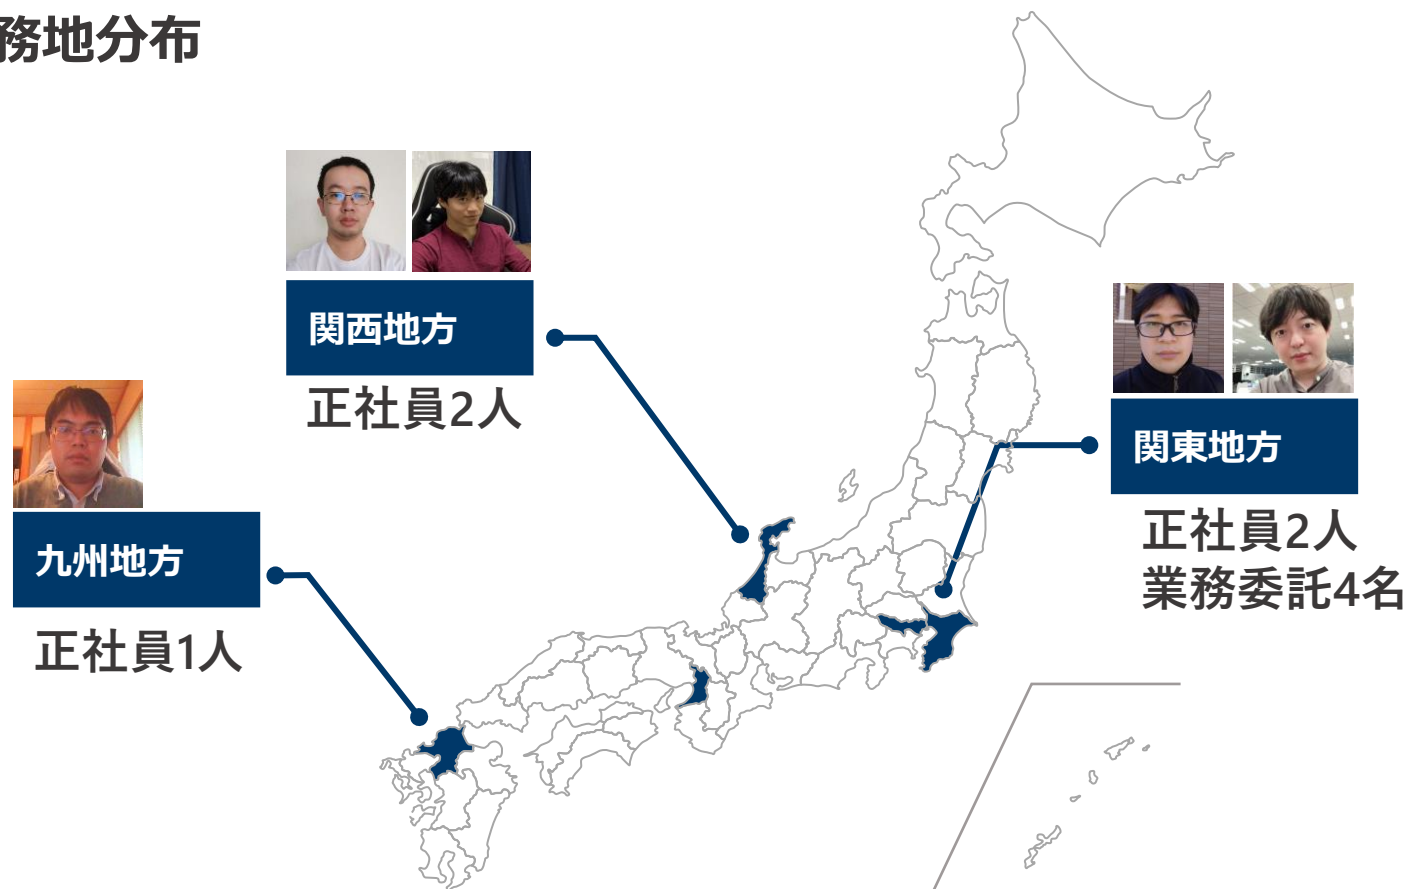 務地分布
関西地方
正社員2人
関東地方
正社員2人
業務委託4名
九州地方
正社員1人